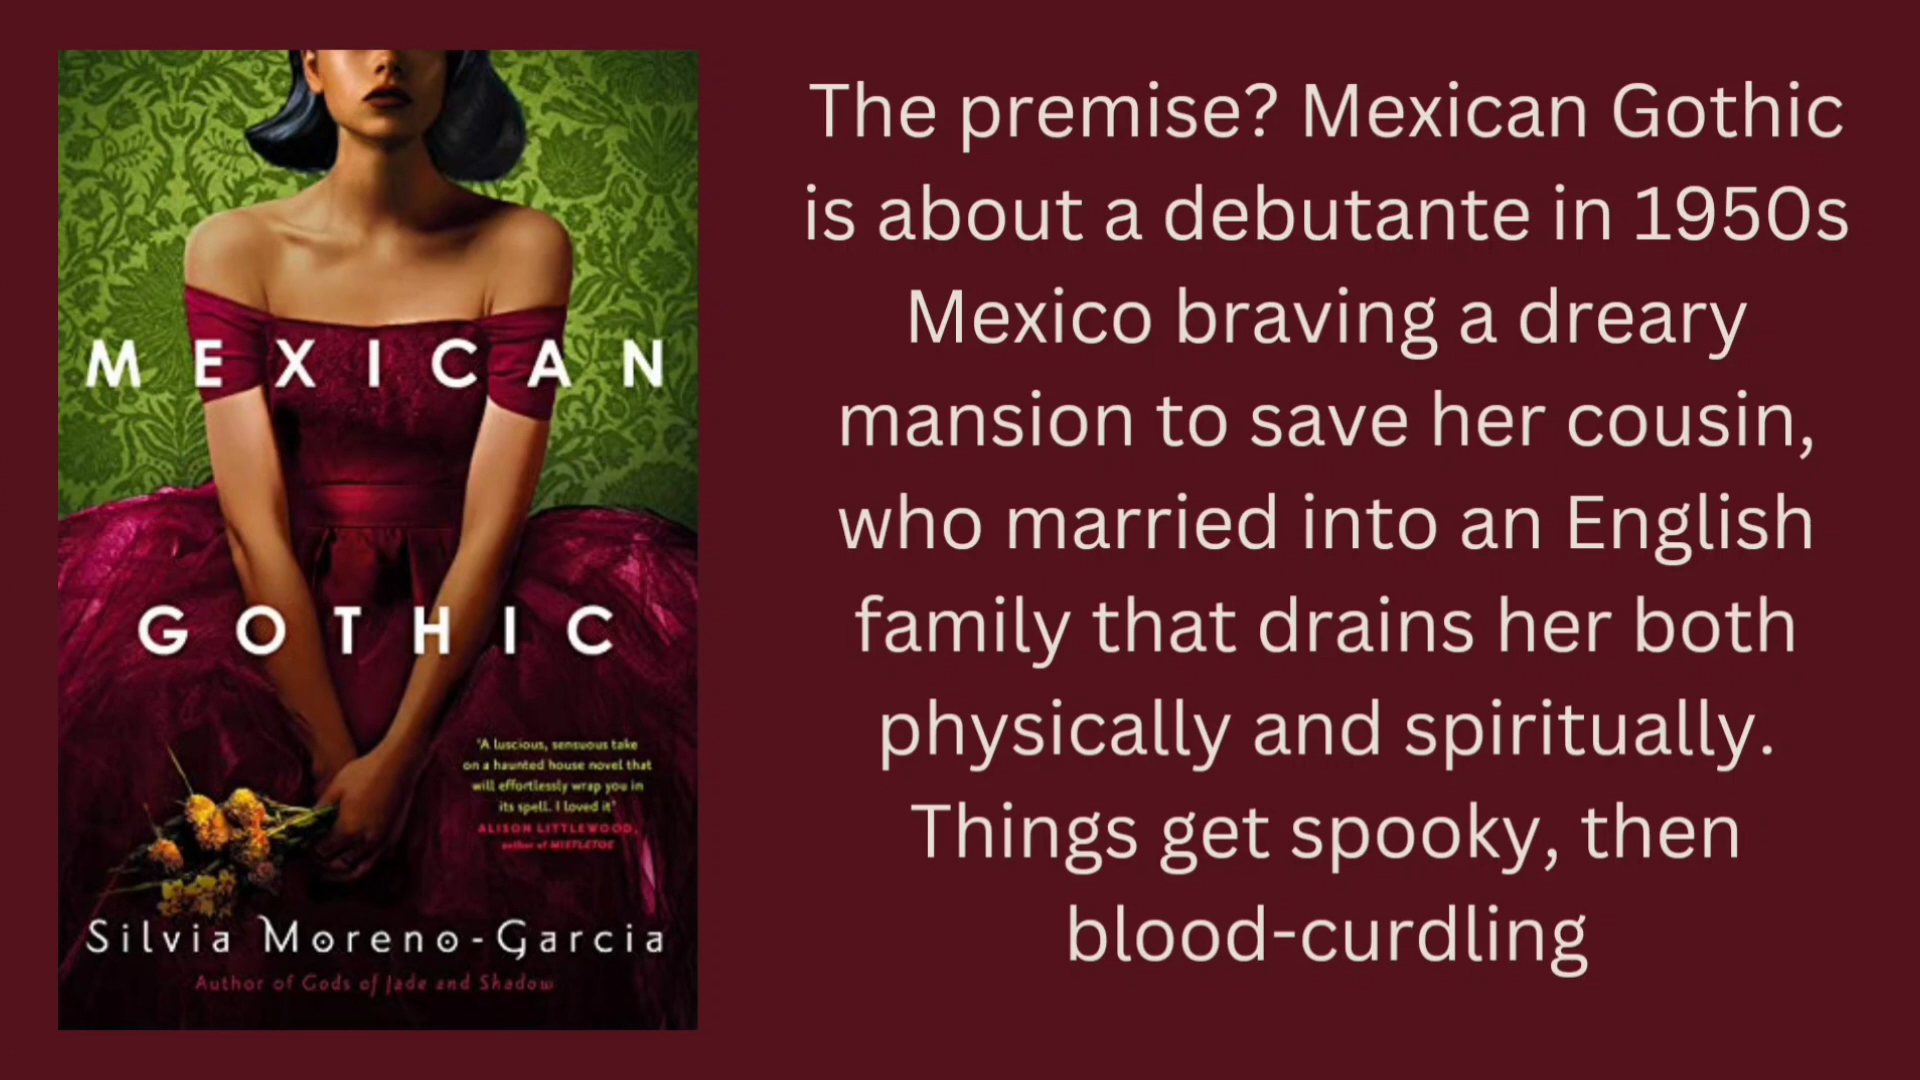 MEXICAN
GOTHIC
"A luscious, sensuous take
on a haunted house novel that
will effortlessly wrap you in
its spell. I loved it"
ALISON LITTLEWOOD,
author of MISTLETOE
Silvia Moreno-Garcia
Author of Gods of Jade and Shadow
The premise? Mexican Gothic
is about a debutante in 1950s
Mexico braving a dreary
mansion to save her cousin,
who married into an English
family that drains her both
physically and spiritually.
Things get spooky, then
blood-curdling